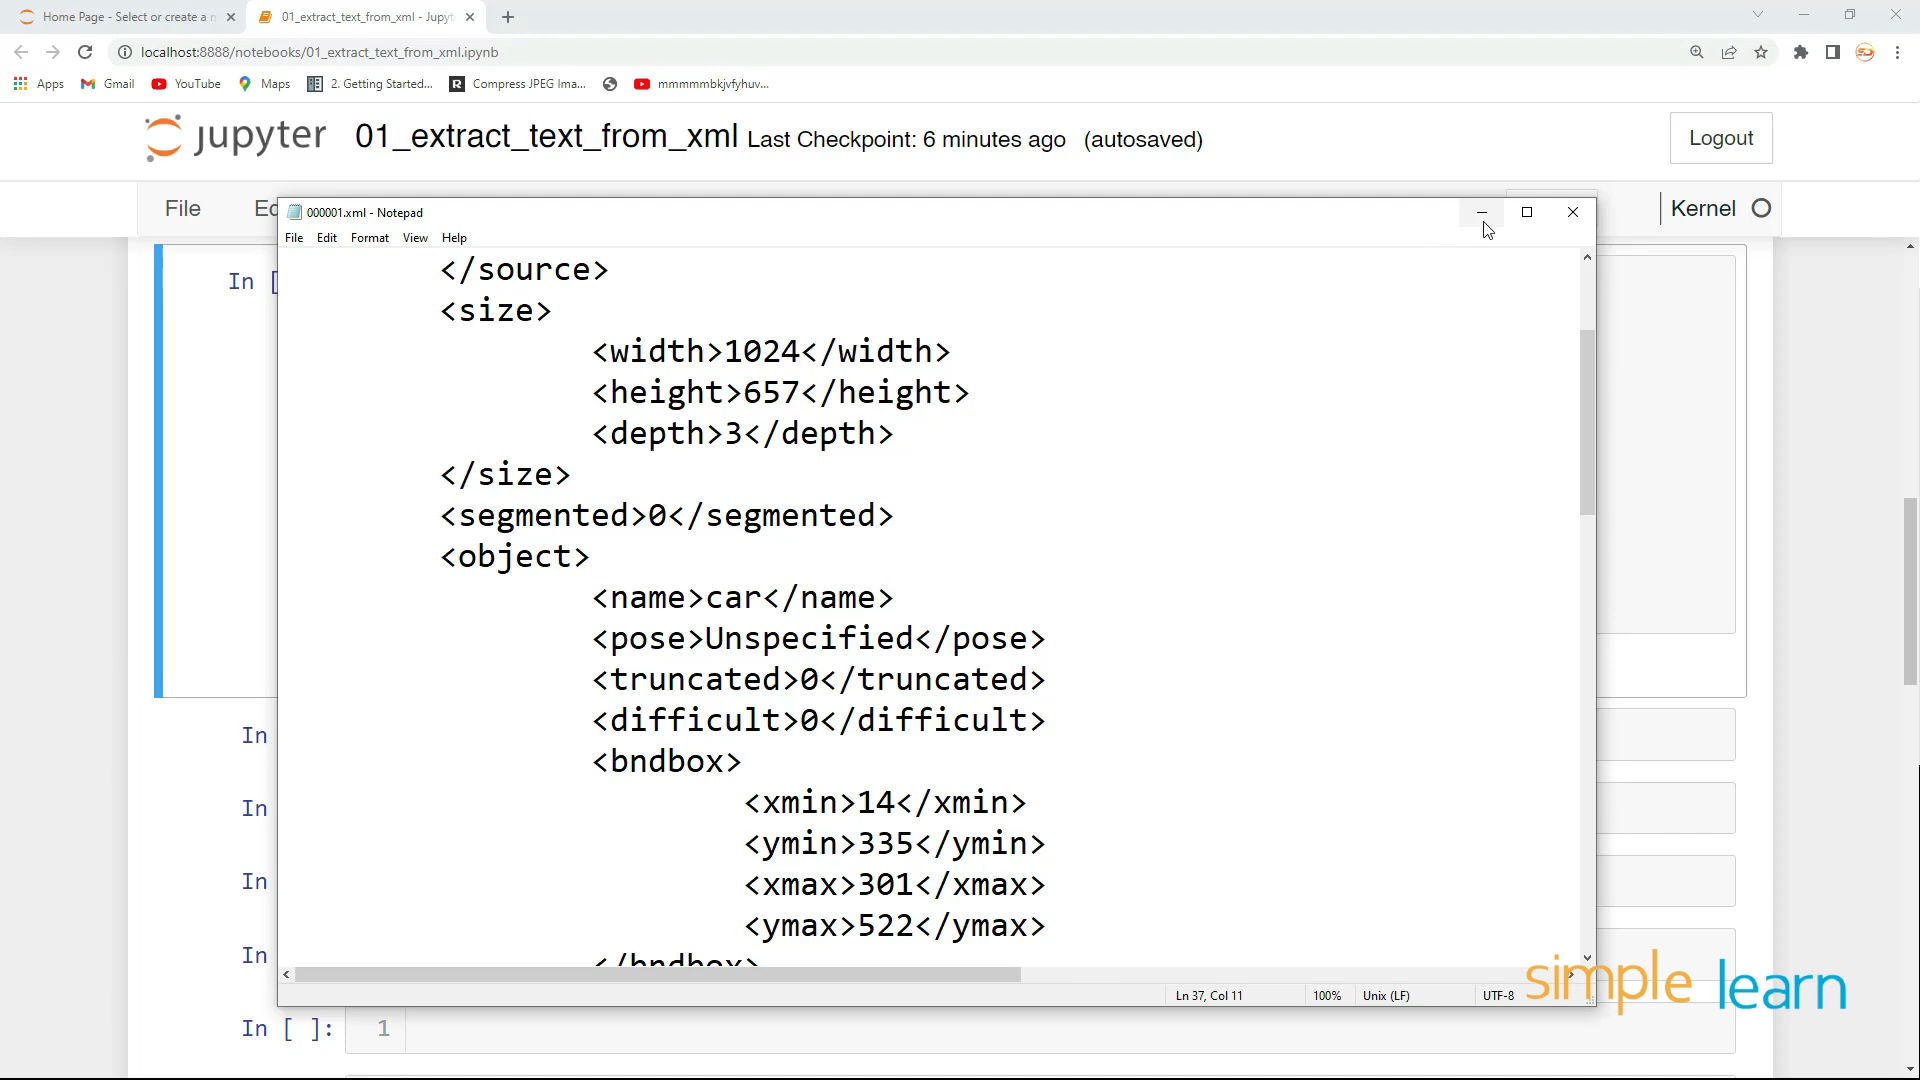 Home Page - Select or create a n
01_extract_text_from_xml - Jupyt
localhost:8888/notebooks/01_extract_text_from_xml.ipynb
Apps Gmail YouTube Maps 2. Getting Started... Compress JPEG Ima... mmmmmbkjvfyhuv...
jupyter 01_extract_text_from_xml Last Checkpoint: 6 minutes ago (autosaved)
Logout
File Ed Kernel
000001.xml - Notepad
File Edit Format View Help
In [
</source>
<size>
<width>1024</width>
<height>657</height>
<depth>3</depth>
</size>
<segmented>0</segmented>
<object>
<name>car</name>
<pose>Unspecified</pose>
<truncated>0</truncated>
<difficult>0</difficult>
<bndbox>
<xmin>14</xmin>
<ymin>335</ymin>
<xmax>301</xmax>
<ymax>522</ymax>
</bndbox>
In
In
In
In
Ln 37, Col 11 100% Unix (LF) UTF-8
simplelearn
In [ ]: 1